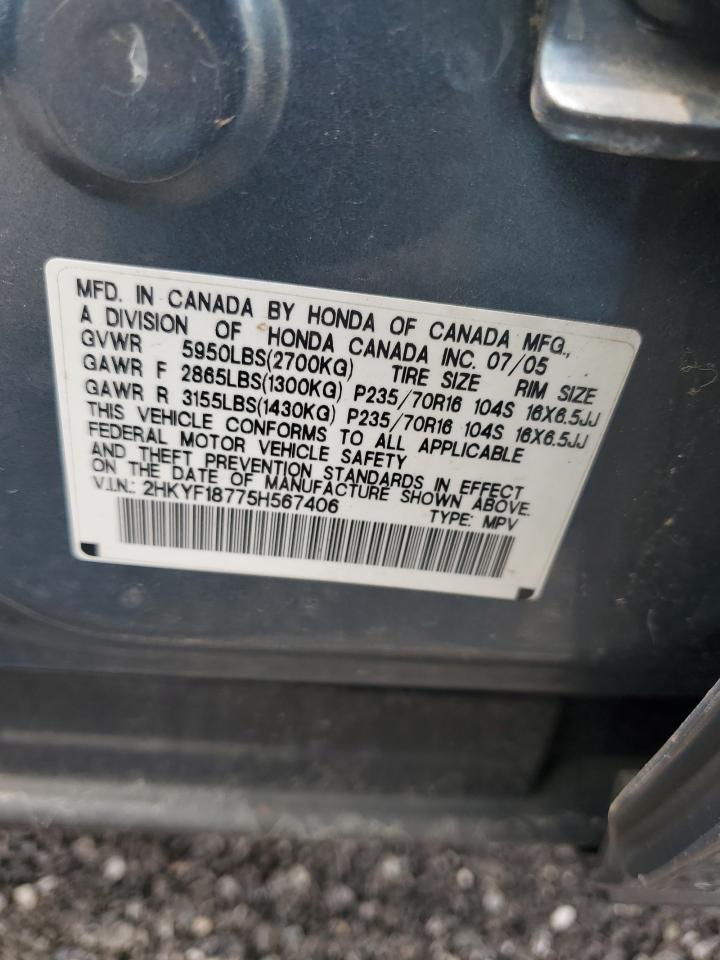 MFD. IN CANADA BY HONDA OF CANADA MFG.,
A DIVISION OF HONDA CANADA INC. 07/05
GVWR 5950LBS(2700KG) TIRE SIZE RIM SIZE
GAWR F 2865LBS(1300KG) P235/70R16 104S 16X6.5JJ
GAWR R 3155LBS(1430KG) P235/70R16 104S 16X6.5JJ
THIS VEHICLE CONFORMS TO ALL APPLICABLE
FEDERAL MOTOR VEHICLE SAFETY
AND THEFT PREVENTION STANDARDS IN EFFECT
ON THE DATE OF MANUFACTURE SHOWN ABOVE.
V.I.N.: 2HKYF18775H567406 TYPE: MPV